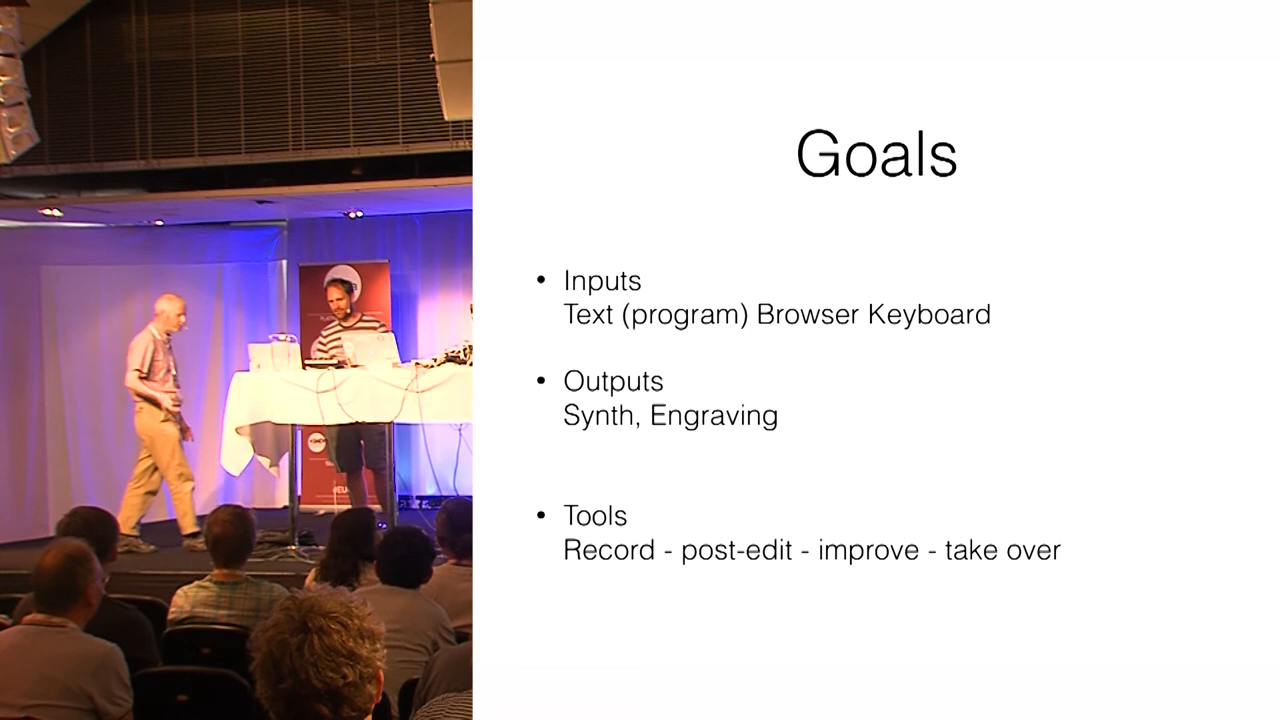 Goals
• Inputs
Text (program) Browser Keyboard
• Outputs
Synth, Engraving
• Tools
Record - post-edit - improve - take over